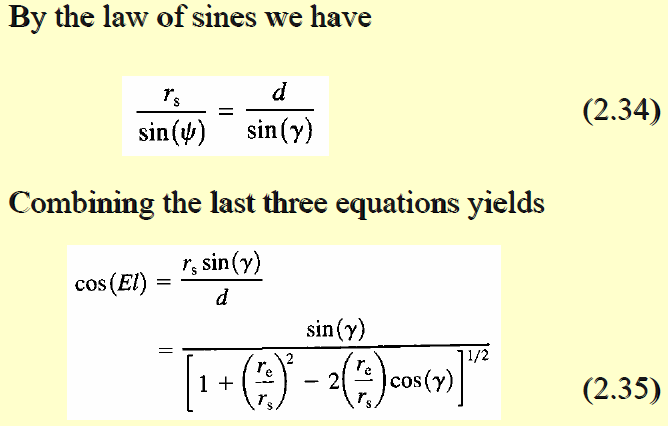 By the law of sines we have
r_s / sin(ψ) = d / sin(γ) (2.34)
Combining the last three equations yields
cos(El) = r_s sin(γ) / d
= sin(γ) / [1 + (r_e / r_s)² − 2(r_e / r_s)cos(γ)]^{1/2} (2.35)